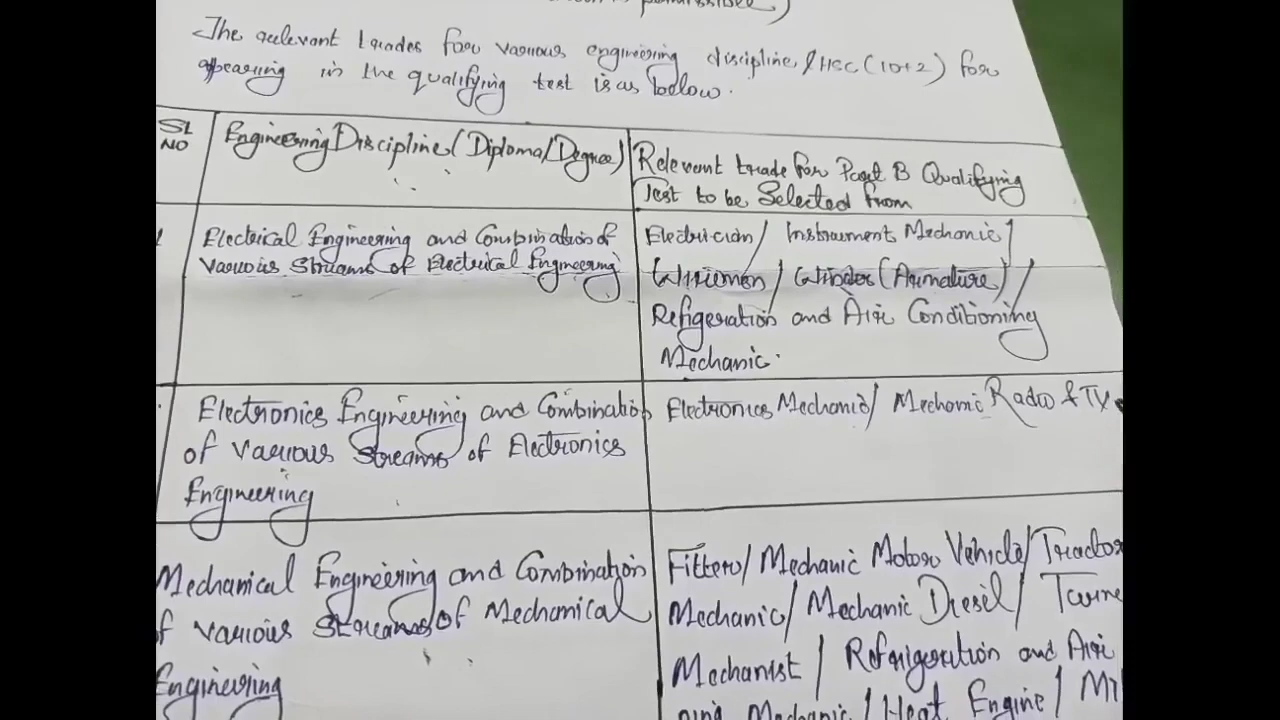 permissible)
The relevant trades for various engineering discipline/HSC (10+2) for
appearing in the qualifying test is as below.
SL NO
Engineering Discipline (Diploma/Degree)
Relevant trade for Part B Qualifying
Test to be Selected from
1
Electrical Engineering and Combination of
Various Streams of Electrical Engineering
Electrician/ Instrument Mechanic/
Wiremen/ Winder (Armature)/
Refigeration and Air Conditioning
Mechanic.
Electronics Engineering and Combination
of Various Streams of Electronics
Engineering
Electronics Mechanic/ Mechanic Radio & TV
Mechanical Engineering and Combination
of Various Streams of Mechanical
Engineering
Fitter/ Mechanic Motor Vehicle/ Tractor
Mechanic/ Mechanic Diesel/
Machinist/ Refrigeration and Air
Mechanic/ Heat Engine/